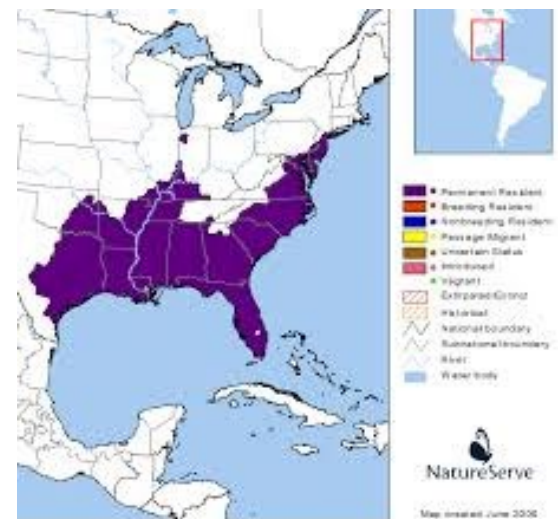 Permanent Resident
Breeding Resident
Nonbreeding Resident
Passage Migrant
Uncertain Status
Introduced
Vagrant
Extirpated/Extinct
Historical
National boundary
Subnational boundary
River
Water body
NatureServe
Map created June 2006